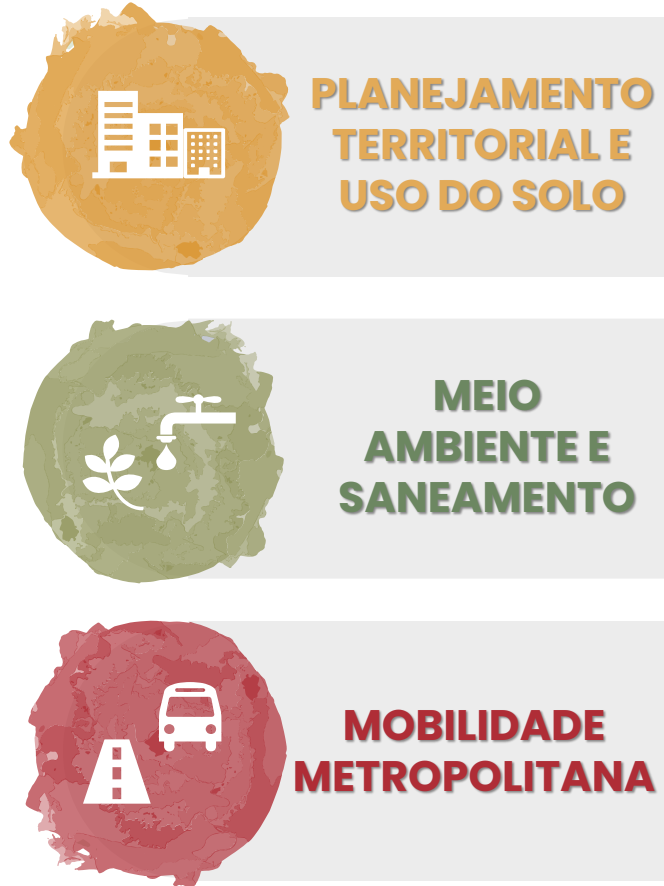 PLANEJAMENTO
TERRITORIAL E
USO DO SOLO
MEIO
AMBIENTE E
SANEAMENTO
MOBILIDADE
METROPOLITANA